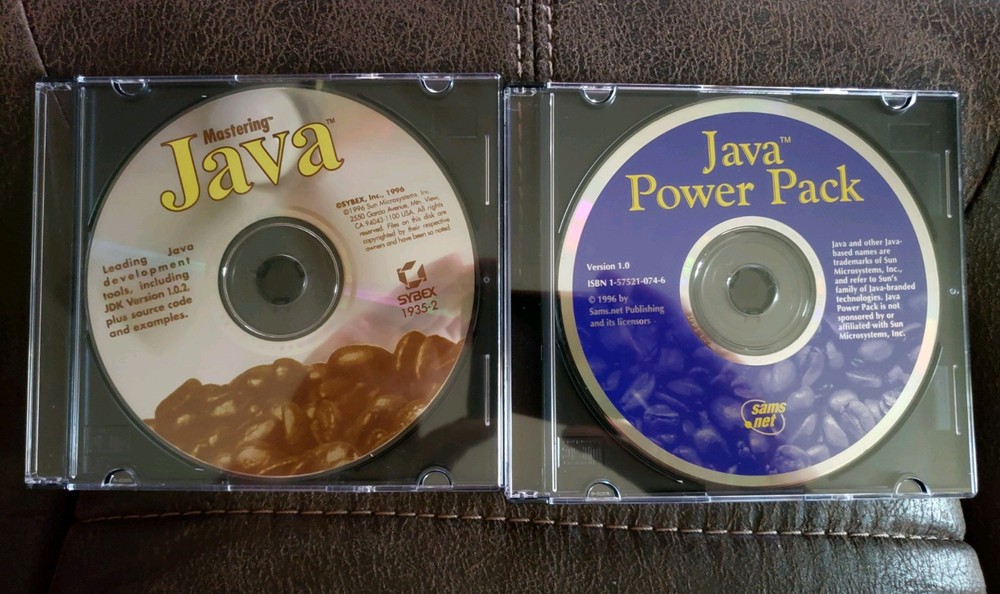 Mastering™
Java™
©SYBEX, Inc., 1996
©1996 Sun Microsystems, Inc.
2550 Garcia Avenue, Mtn. View,
CA 94043-1100 USA. All rights
reserved. Files on this disk are
copyrighted by their respective
owners and have been so noted.
Leading Java
development
tools, including
JDK Version 1.0.2,
plus source code
and examples.
SYBEX
1935-2
Java™
Power Pack
Version 1.0
ISBN 1-57521-074-6
© 1996 by
Sams.net Publishing
and its licensors
Java and other Java-
based names are
trademarks of Sun
Microsystems, Inc.,
and refer to Sun's
family of Java-branded
technologies. Java
Power Pack is not
sponsored by or
affiliated with Sun
Microsystems, Inc.
sams
.net